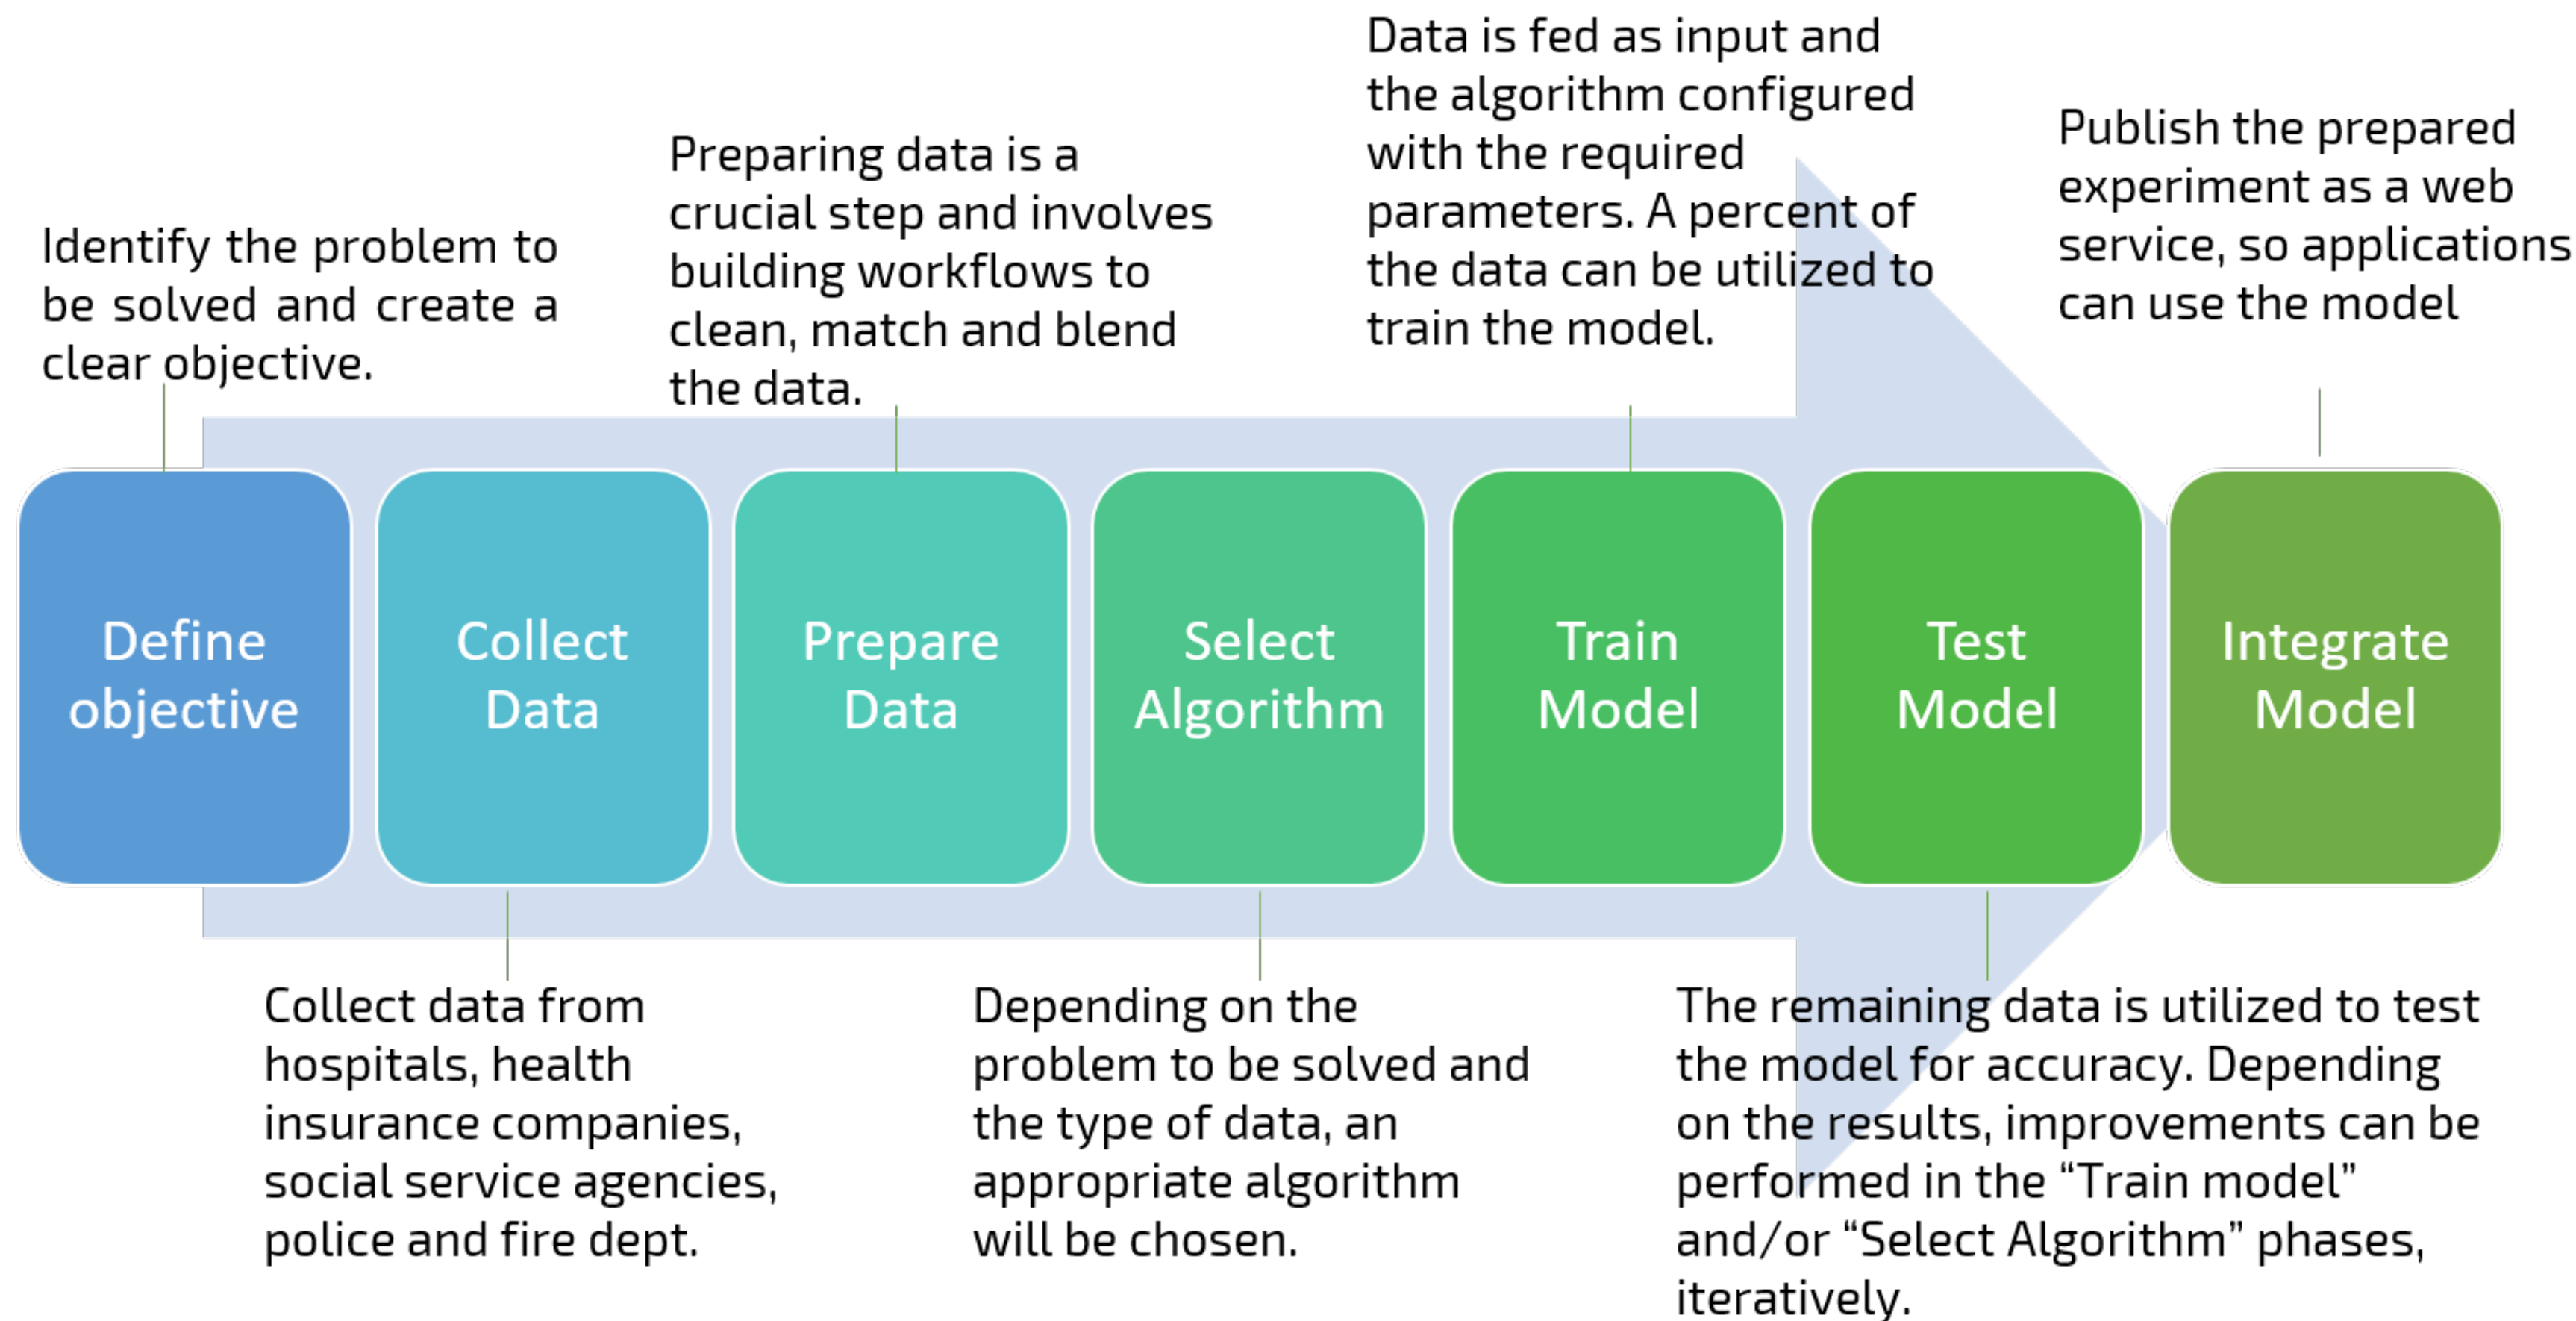 Identify the problem to
be solved and create a
clear objective.
Preparing data is a
crucial step and involves
building workflows to
clean, match and blend
the data.
Data is fed as input and
the algorithm configured
with the required
parameters. A percent of
the data can be utilized to
train the model.
Publish the prepared
experiment as a web
service, so applications
can use the model
Define
objective
Collect
Data
Prepare
Data
Select
Algorithm
Train
Model
Test
Model
Integrate
Model
Collect data from
hospitals, health
insurance companies,
social service agencies,
police and fire dept.
Depending on the
problem to be solved and
the type of data, an
appropriate algorithm
will be chosen.
The remaining data is utilized to test
the model for accuracy. Depending
on the results, improvements can be
performed in the “Train model”
and/or “Select Algorithm” phases,
iteratively.